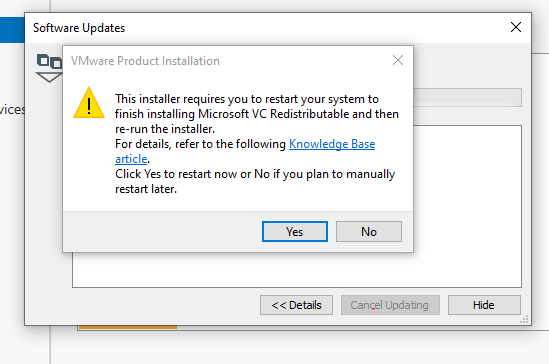 Software Updates
VMware Product Installation
This installer requires you to restart your system to
finish installing Microsoft VC Redistributable and then
re-run the installer.
For details, refer to the following Knowledge Base
article.
Click Yes to restart now or No if you plan to manually
restart later.
Yes
No
<< Details
Cancel Updating
Hide